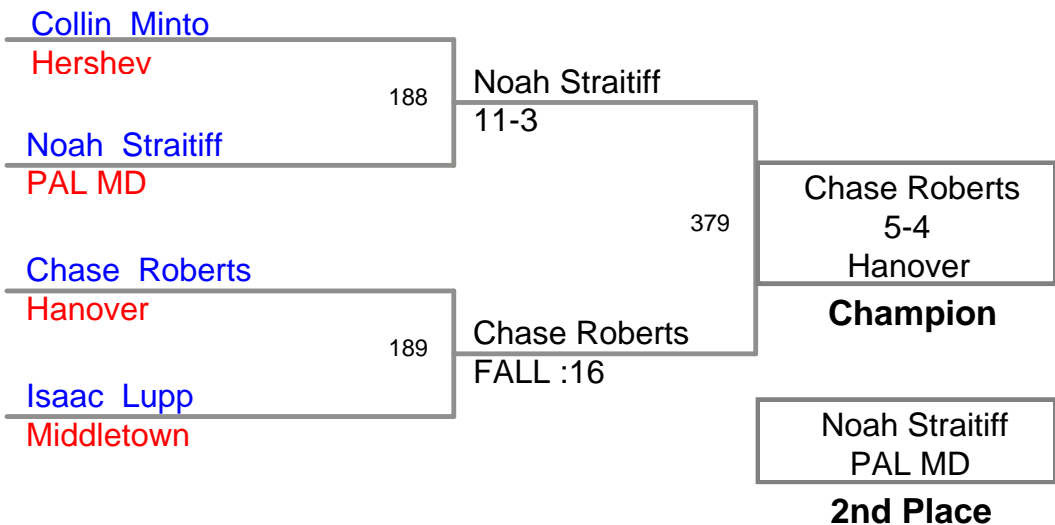 Collin Minto
Hershey
188
Noah Straitiff
11-3
Noah Straitiff
PAL MD
379
Chase Roberts
5-4
Hanover
Champion
Chase Roberts
Hanover
189
Chase Roberts
FALL :16
Isaac Lupp
Middletown
Noah Straitiff
PAL MD
2nd Place